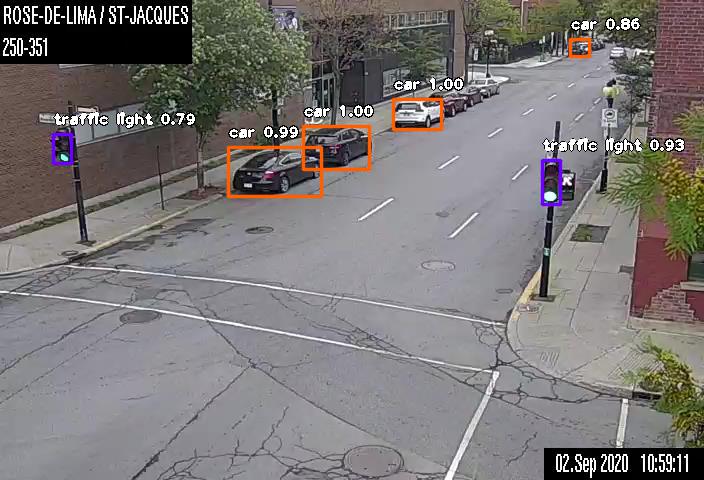 ROSE-DE-LIMA / ST-JACQUES
250-351
car 0.86
car 1.00
car 1.00
traffic light 0.79
car 0.99
traffic light 0.93
02.Sep 2020 10:59:11